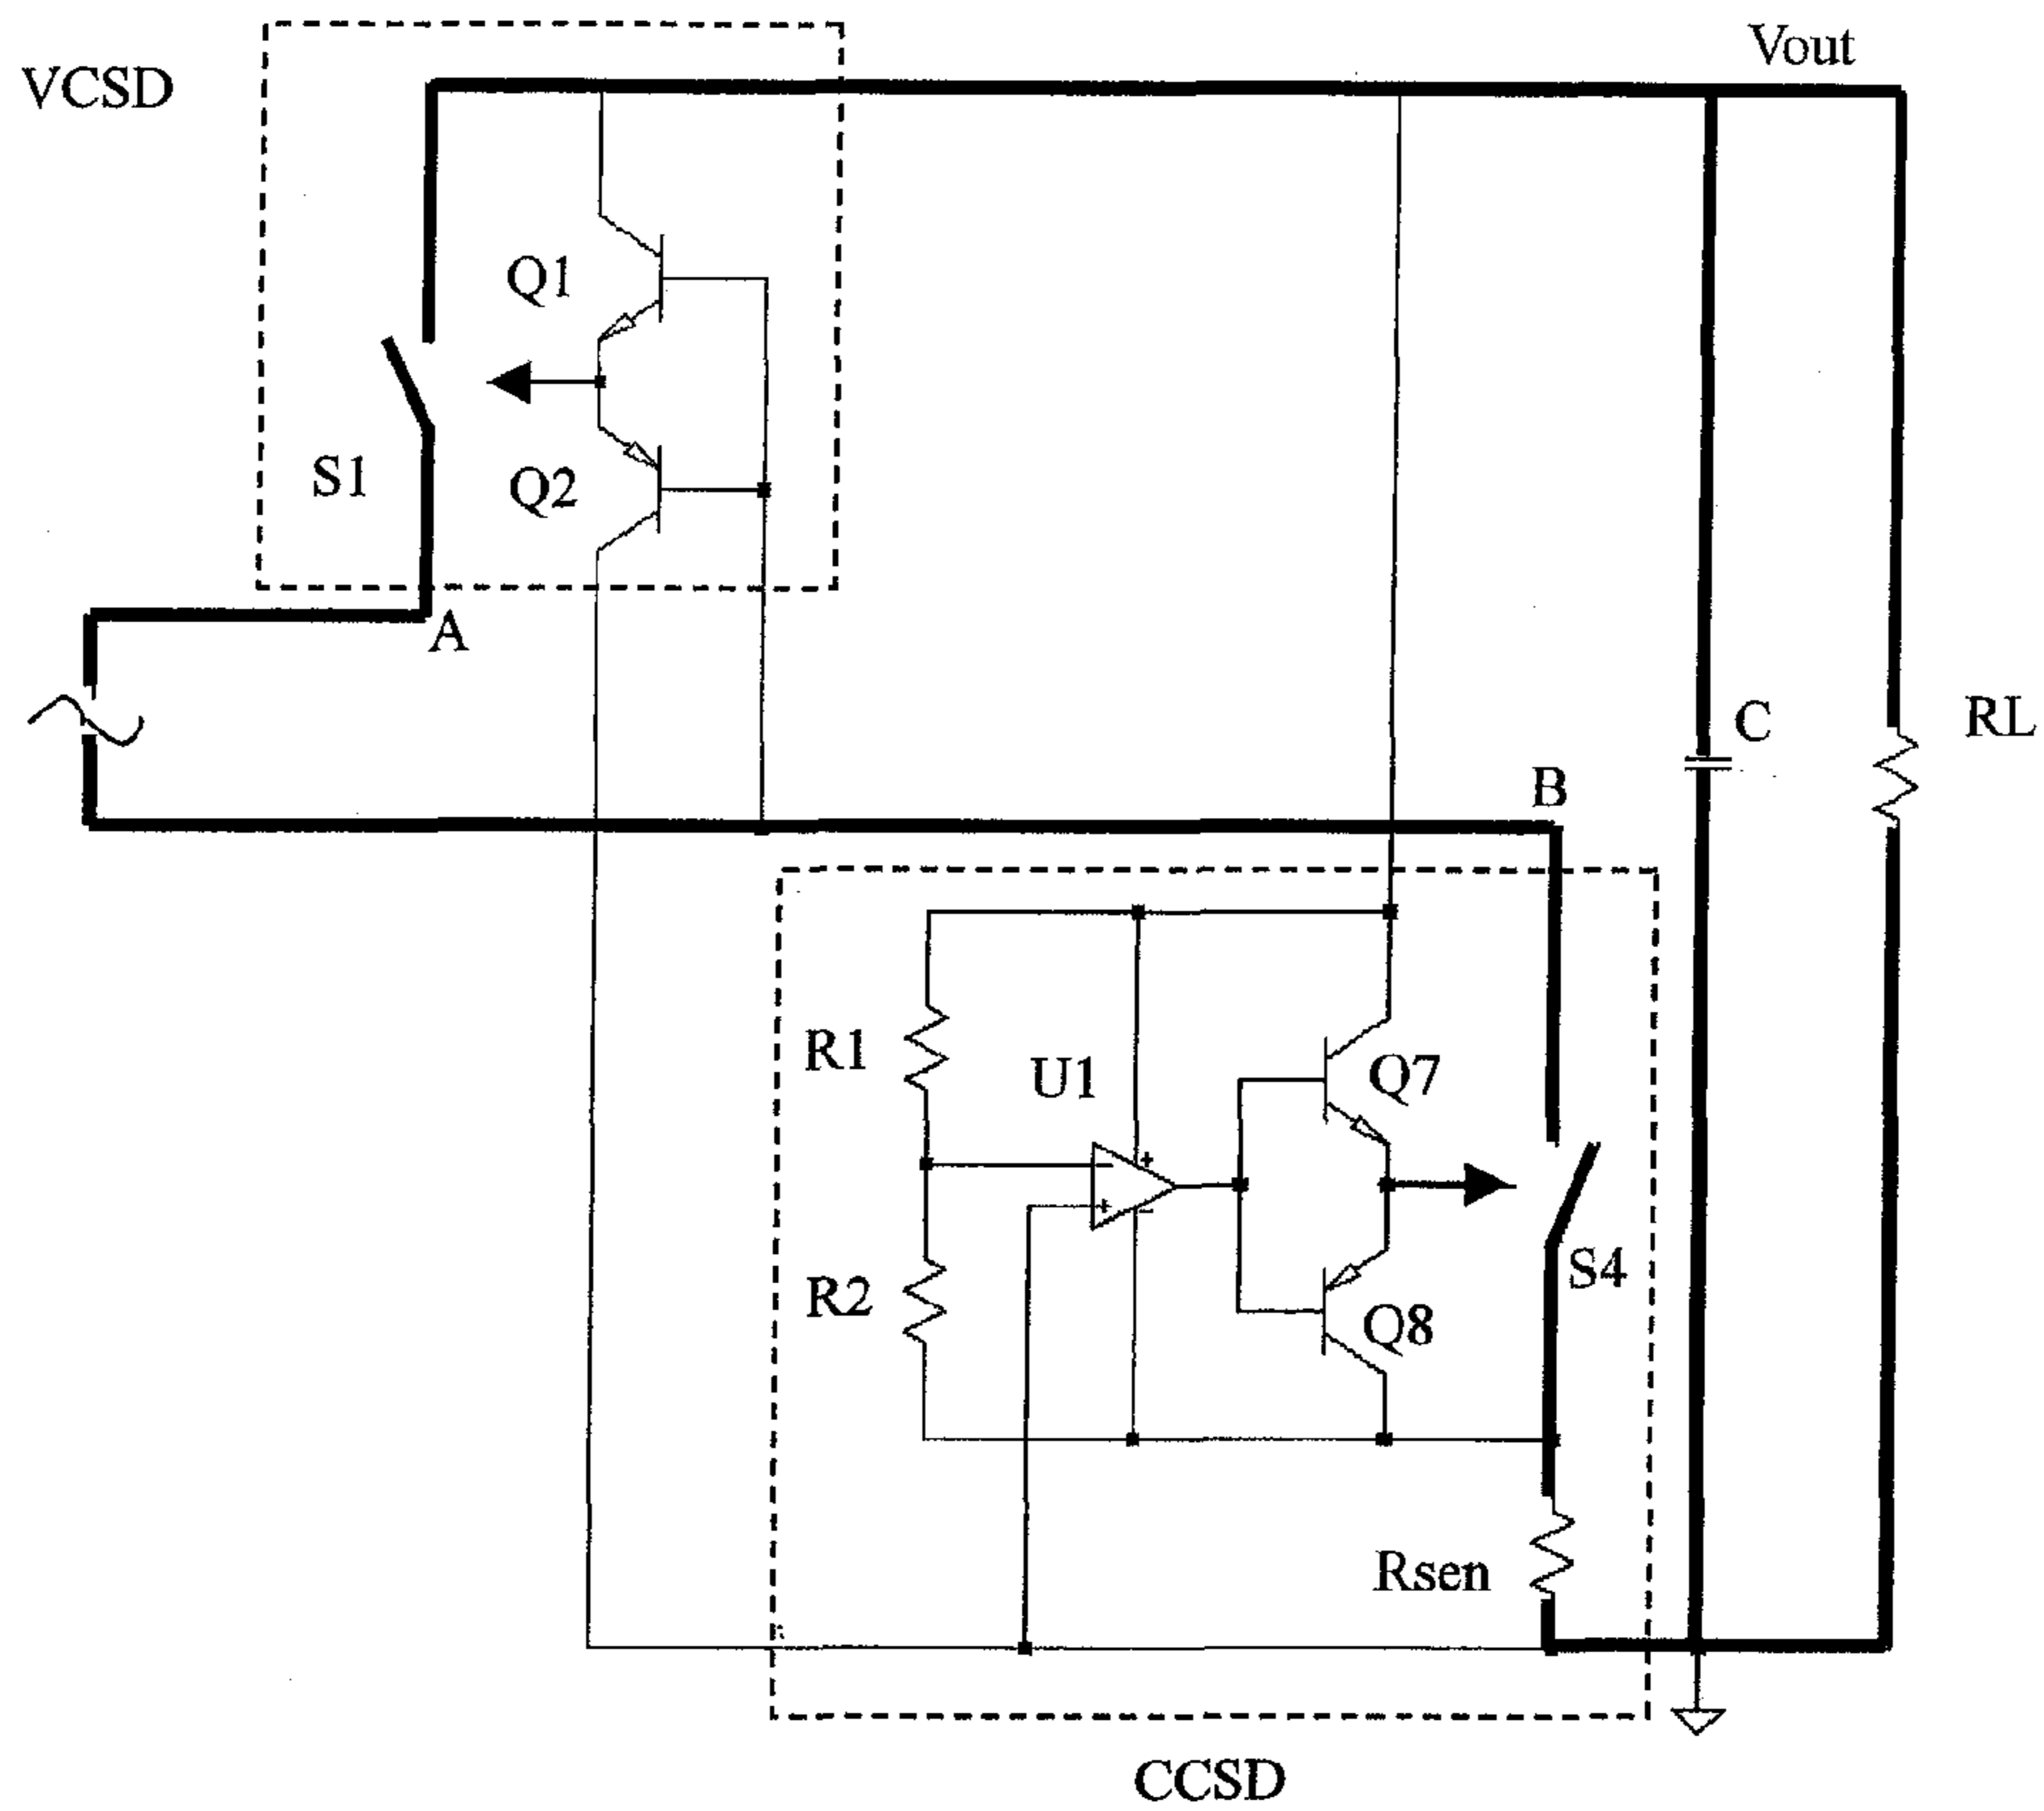 VCSD
Vout
Q1
S1
Q2
A
C
RL
B
R1
U1
Q7
+
−
+
−
R2
S4
Q8
Rsen
CCSD